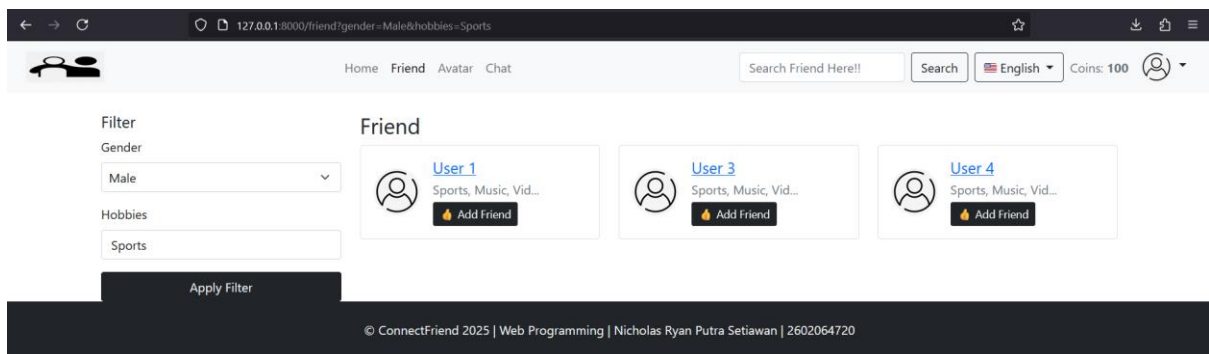 127.0.0.1:8000/friend?gender=Male&hobbies=Sports
Home Friend Avatar Chat Search Friend Here!! Search English Coins: 100
Filter
Gender
Male
Hobbies
Sports
Apply Filter
Friend
User 1
Sports, Music, Vid...
Add Friend
User 3
Sports, Music, Vid...
Add Friend
User 4
Sports, Music, Vid...
Add Friend
© ConnectFriend 2025 | Web Programming | Nicholas Ryan Putra Setiawan | 2602064720